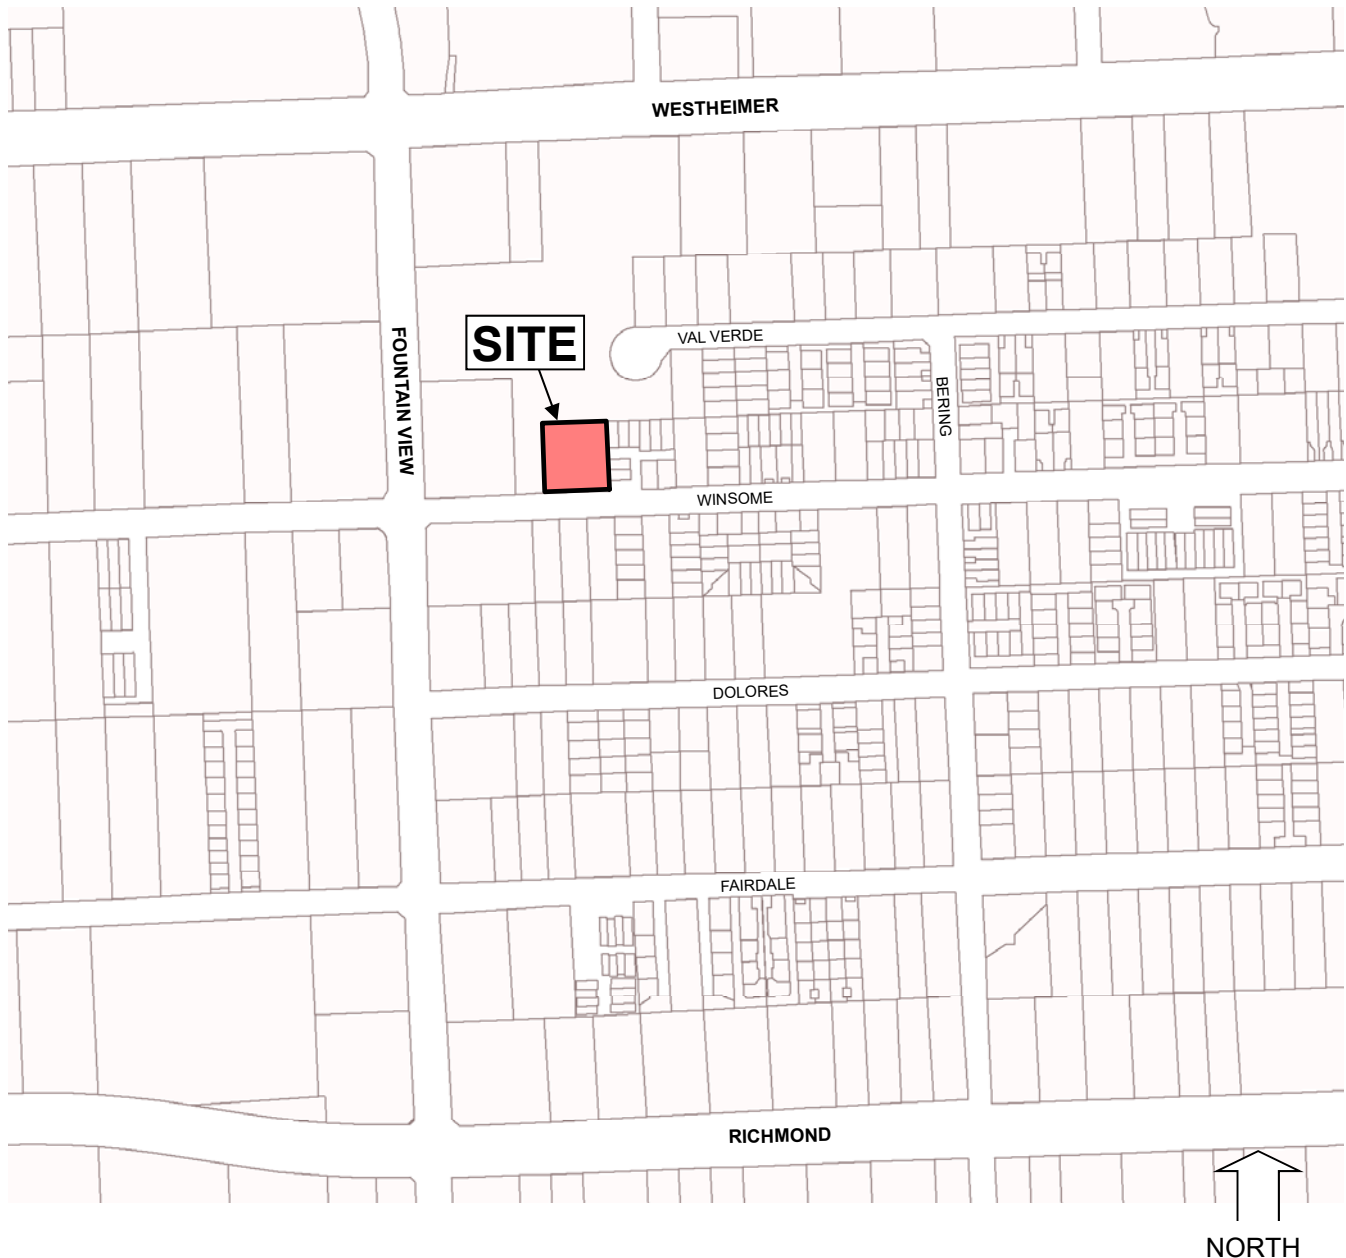 WESTHEIMER
SITE
VAL VERDE
FOUNTAIN VIEW
BERING
WINSOME
DOLORES
FAIRDALE
RICHMOND
NORTH